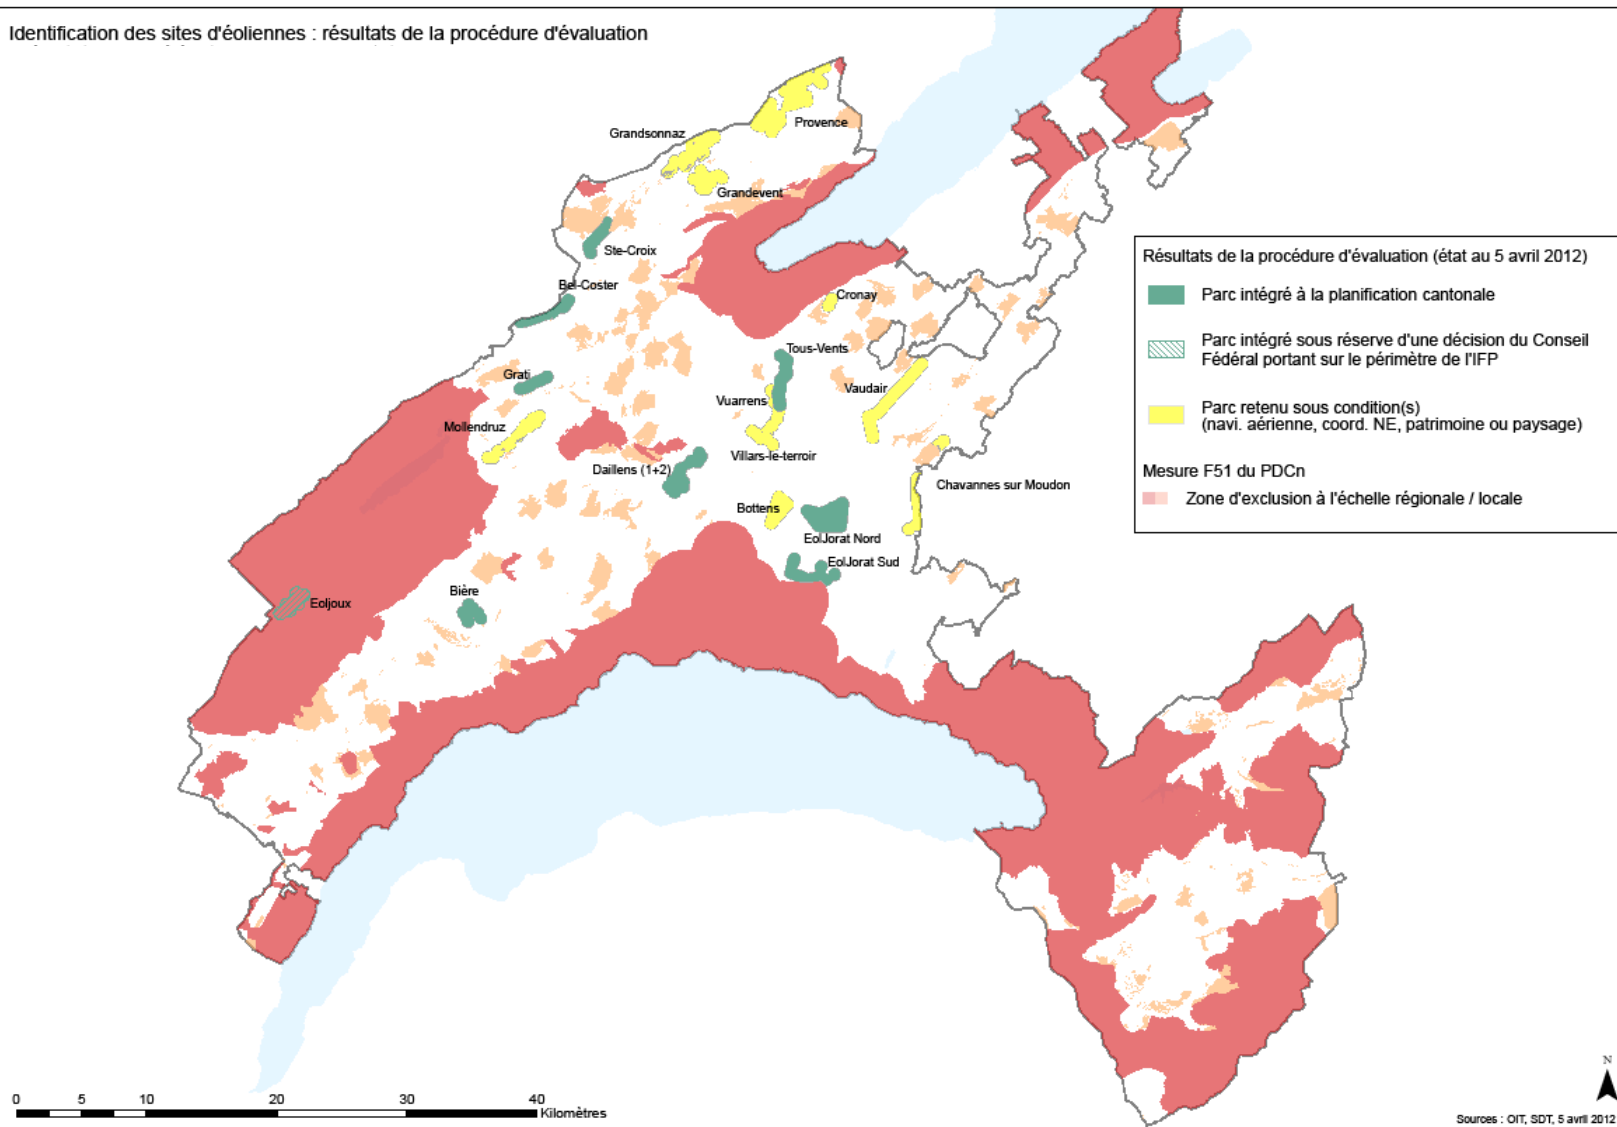 Identification des sites d'éoliennes : résultats de la procédure d'évaluation
Provence
Grandsonnaz
Grandevent
Ste-Croix
Bel-Coster
Cronay
Tous-Vents
Grati
Vaudair
Vuarrens
Mollendruz
Villars-le-terroir
Daillens (1+2)
Chavannes sur Moudon
Bottens
EolJorat Nord
EolJorat Sud
Bière
Eoljoux
Résultats de la procédure d'évaluation (état au 5 avril 2012)
Parc intégré à la planification cantonale
Parc intégré sous réserve d'une décision du Conseil
Fédéral portant sur le périmètre de l'IFP
Parc retenu sous condition(s)
(navi. aérienne, coord. NE, patrimoine ou paysage)
Mesure F51 du PDCn
Zone d'exclusion à l'échelle régionale / locale
0 5 10 20 30 40
Kilomètres
N
Sources : OIT, SDT, 5 avril 2012